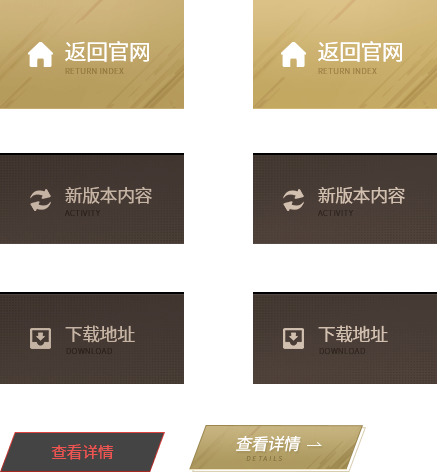 返回官网
RETURN INDEX
返回官网
RETURN INDEX
新版本内容
ACTIVITY
新版本内容
ACTIVITY
下载地址
DOWNLOAD
下载地址
DOWNLOAD
查看详情
查看详情
DETAILS